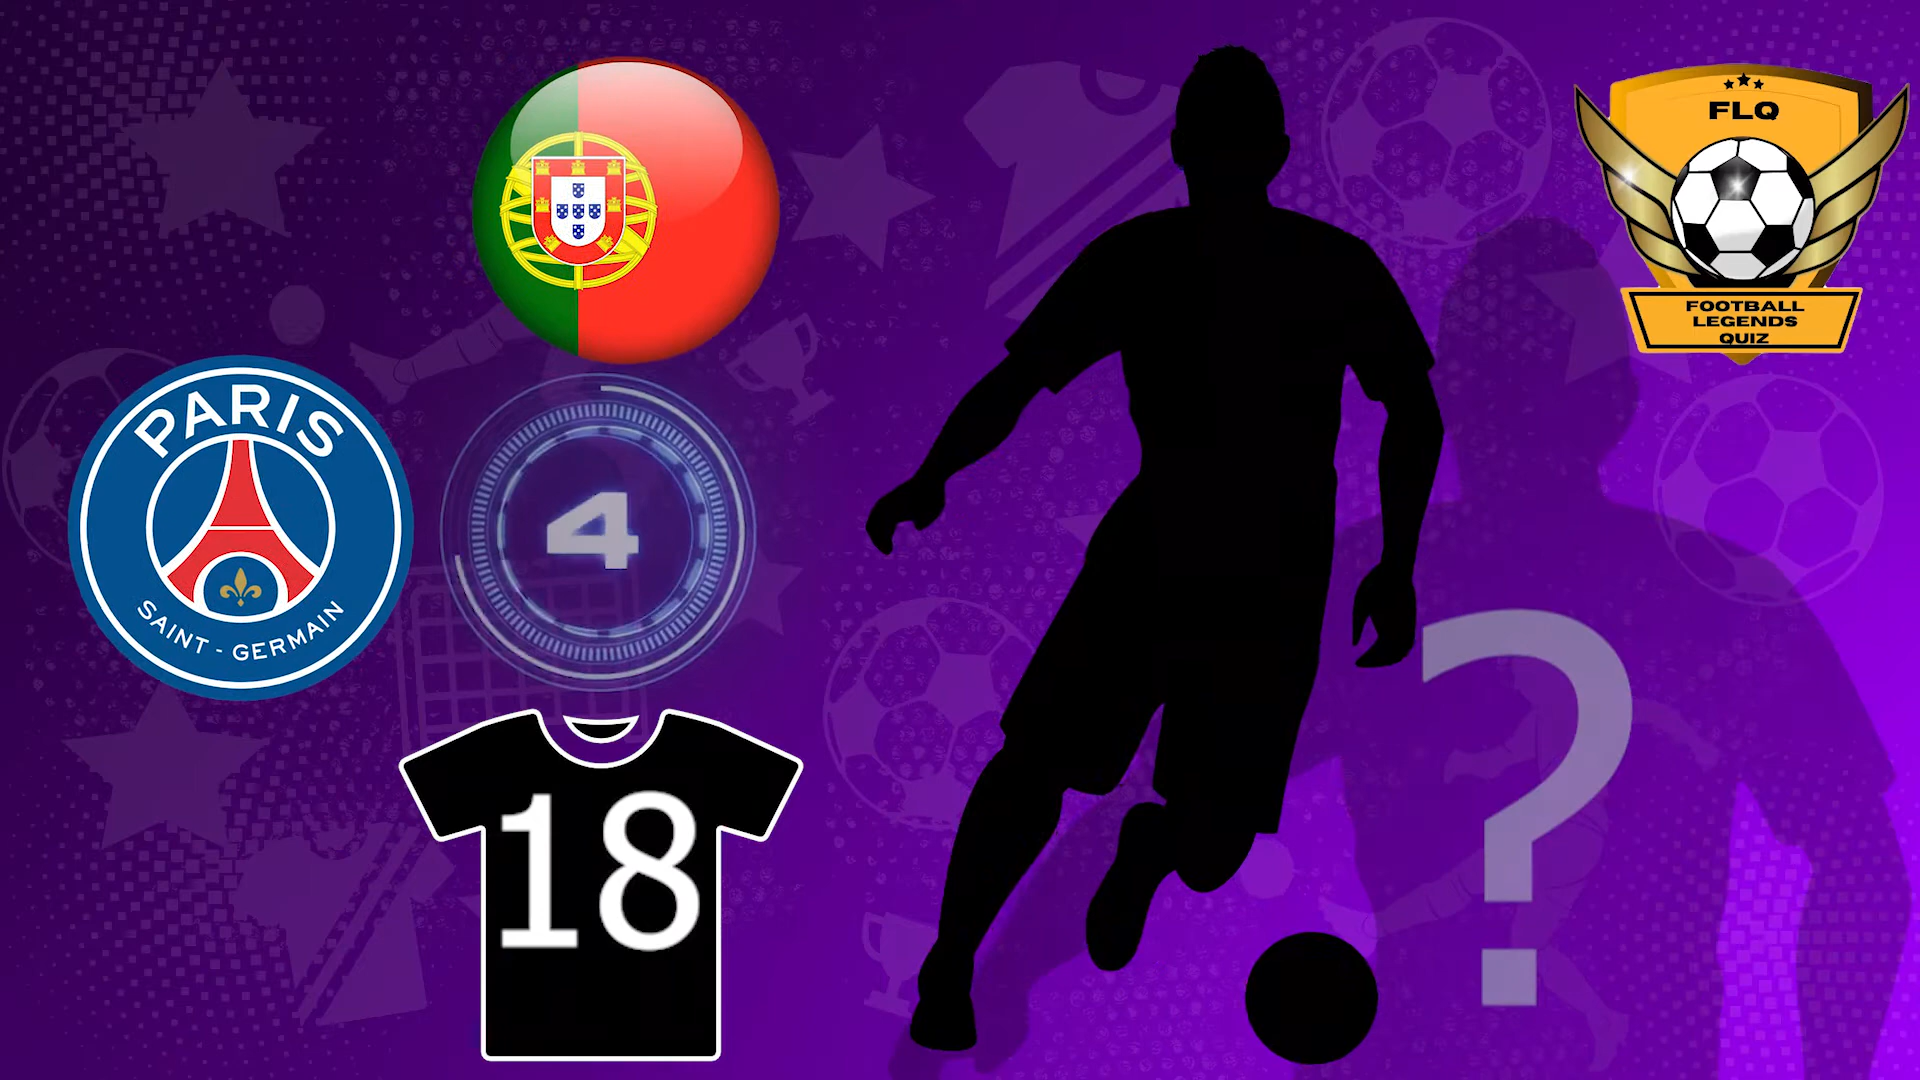 FLQ
FOOTBALL
LEGENDS
QUIZ
PARIS
SAINT - GERMAIN
4
18
?